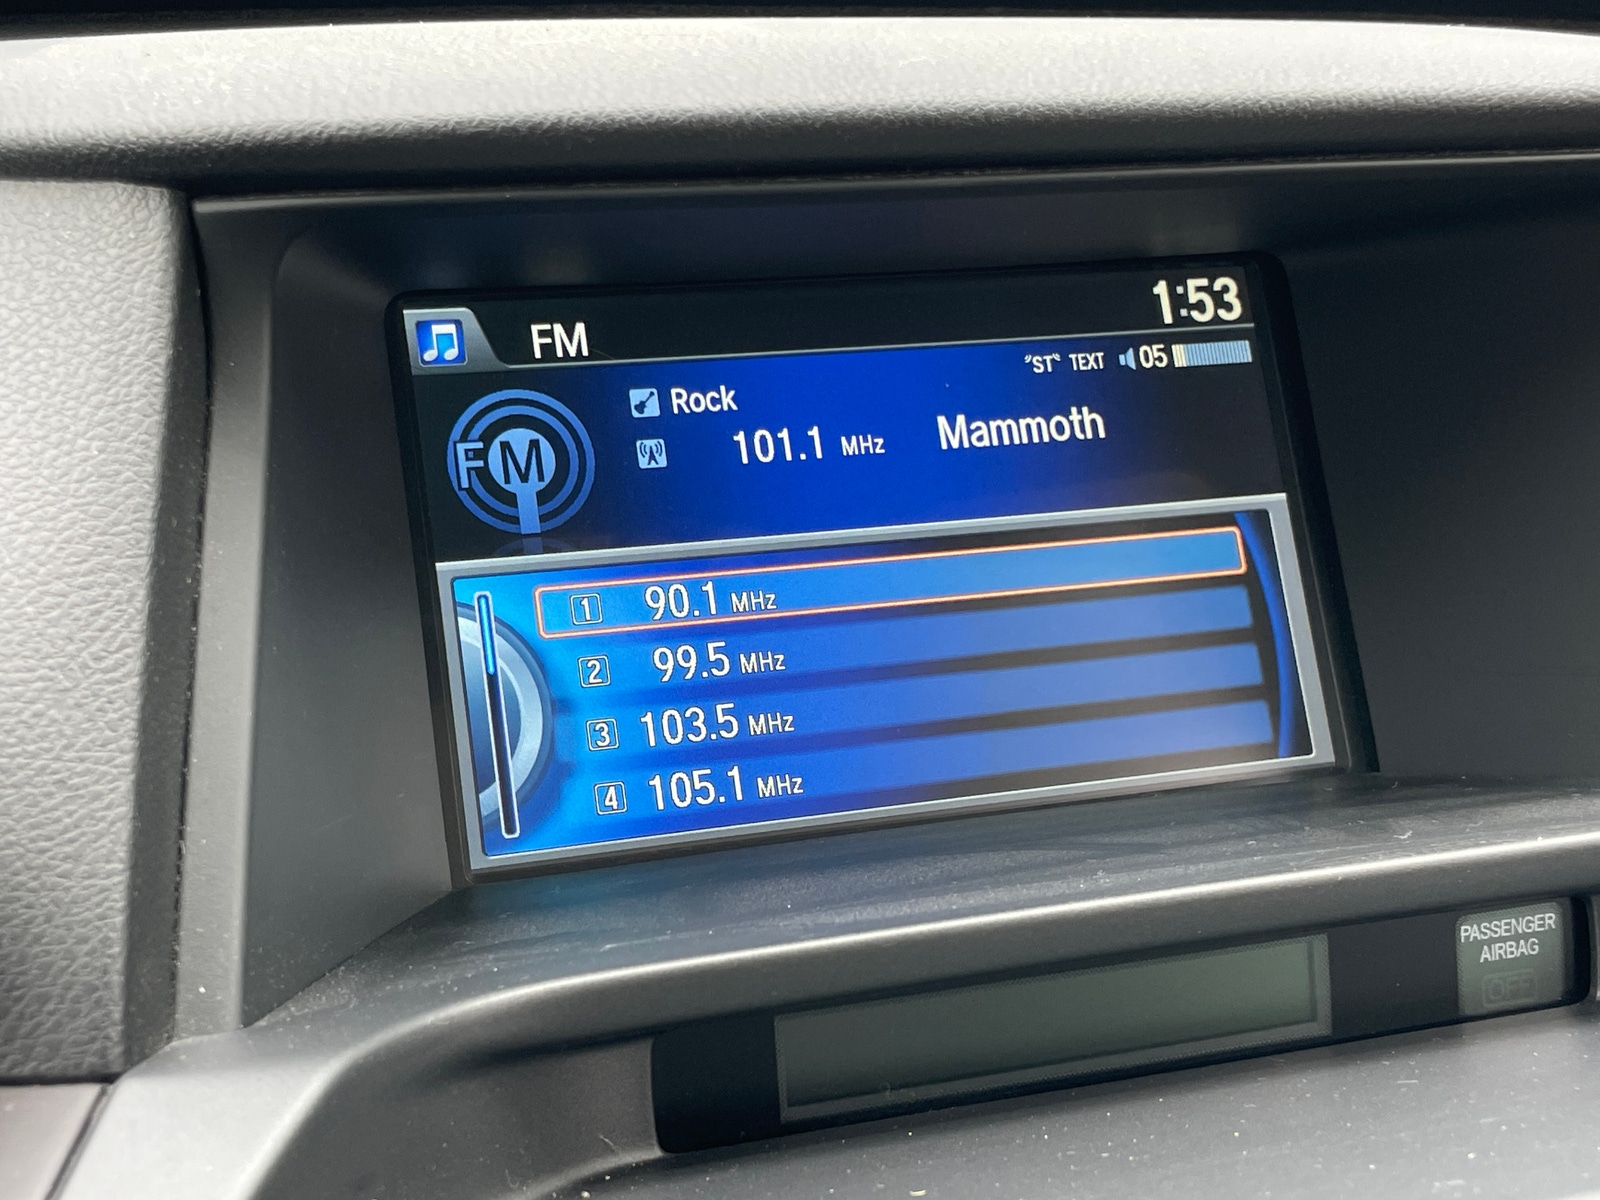 FM
1:53
"ST" TEXT 05
FM
Rock
101.1 MHz Mammoth
1 90.1 MHz
2 99.5 MHz
3 103.5 MHz
4 105.1 MHz
PASSENGER
AIRBAG
OFF